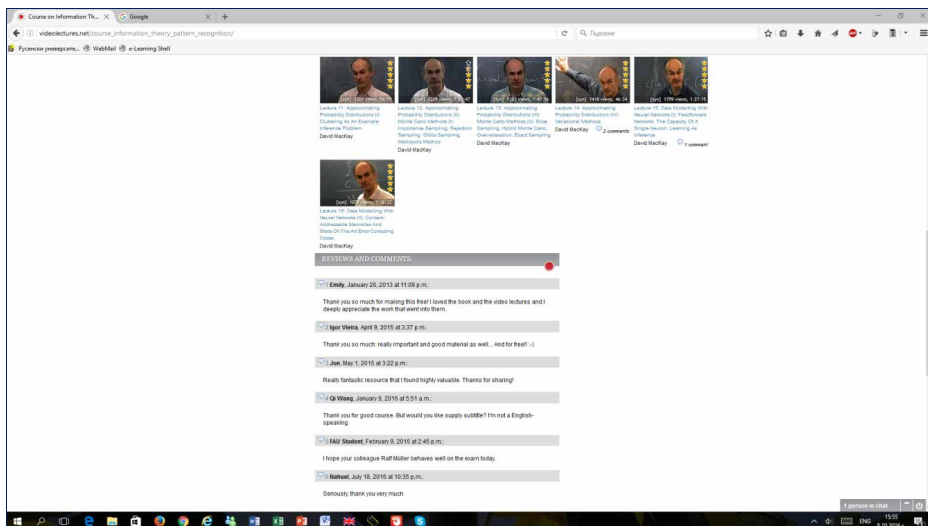 Course on Information Th...
Google
videolectures.net/course_information_theory_pattern_recognition/
Търсене
Русенски университе...
WebMail
e-Learning Shell
Lecture 11: Approximating
Probability Distributions (I):
Clustering As An Example
Inference Problem
David MacKay
Lecture 12: Approximating
Probability Distributions (II):
Monte Carlo Methods (I):
Importance Sampling, Rejection
Sampling, Gibbs Sampling,
Metropolis Method
David MacKay
Lecture 13: Approximating
Probability Distributions (III):
Monte Carlo Methods (II): Slice
Sampling, Hybrid Monte Carlo,
Over-relaxation, Exact Sampling
David MacKay
Lecture 14: Approximating
Probability Distributions (IV):
Variational Methods
David MacKay
2 comments
Lecture 15: Data Modelling With
Neural Networks (I): Feedforward
Networks: The Capacity Of A
Single Neuron, Learning As
Inference
David MacKay
1 comment
Lecture 16: Data Modelling With
Neural Networks (II): Content-
Addressable Memories And
State-Of-The-Art Error-Correcting
Codes
David MacKay
REVIEWS AND COMMENTS:
1 Emily, January 20, 2013 at 11:09 p.m.:
Thank you so much for making this free! I loved the book and the video lectures and I
deeply appreciate the work that went into them.
2 Igor Vieira, April 9, 2015 at 3:37 p.m.:
Thank you so much: really important and good material as well... And for free!! :-)
3 Jon, May 1, 2015 at 3:22 p.m.:
Really fantastic resource that I found highly valuable. Thanks for sharing!
4 Qi Wang, January 9, 2016 at 5:51 a.m.:
Thank you for good course. But would you like supply subtitle? I'm not a English-
speaking.
5 FAU Student, February 9, 2016 at 2:45 p.m.:
I hope your colleague Ralf Müller behaves well on the exam today.
6 Nahuel, July 18, 2016 at 10:35 p.m.:
Seriously, thank you very much
1 person in chat
ENG
15:55
8.10.2016